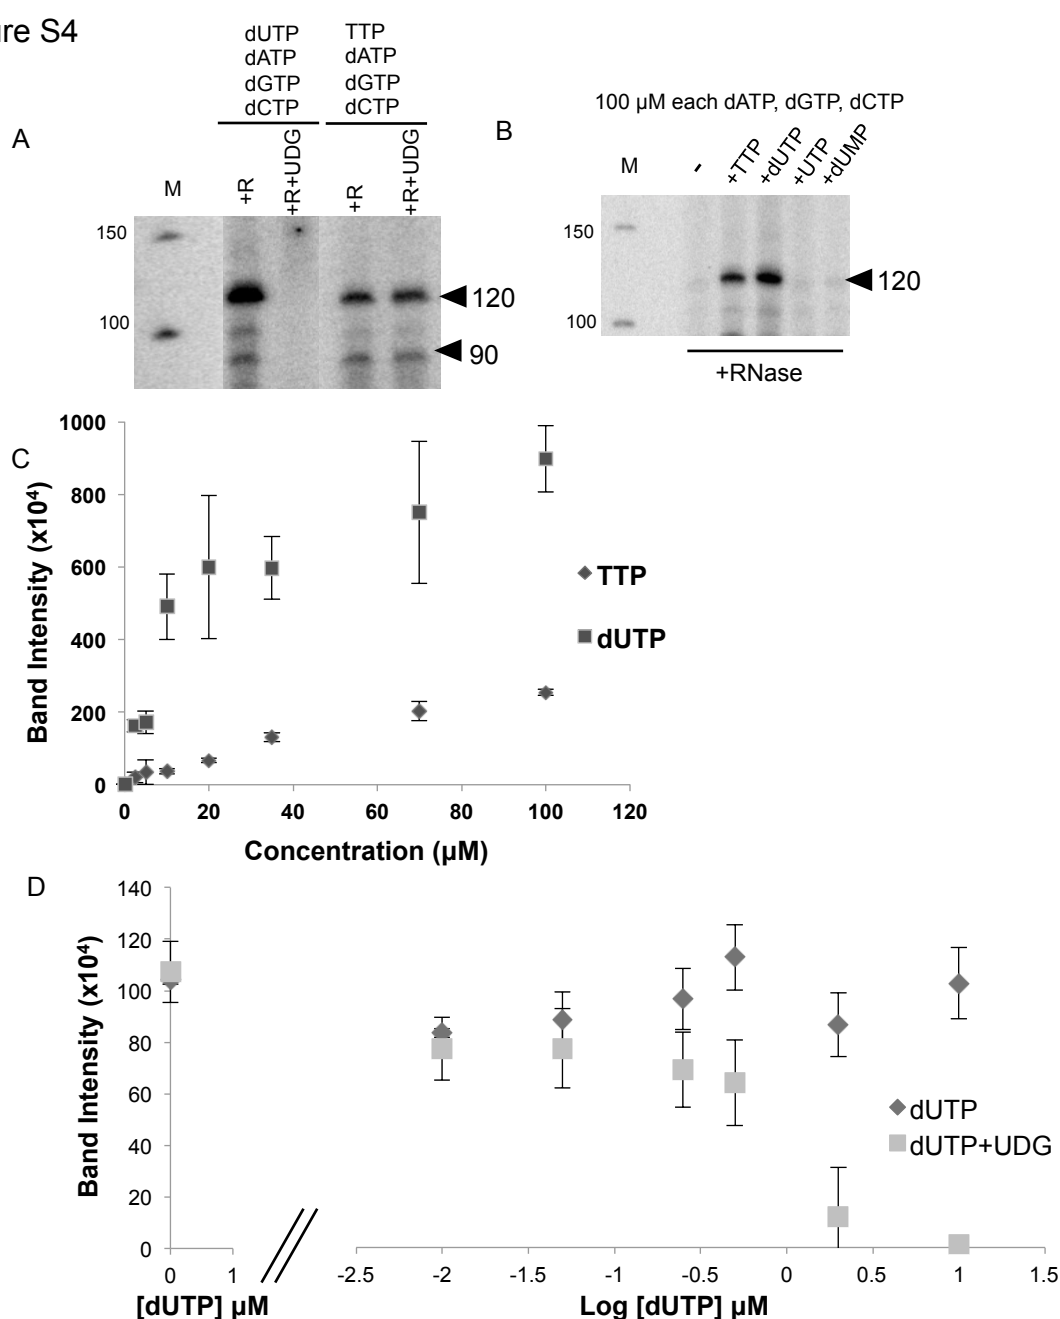 re S4
dUTP TTP
dATP dATP
dGTP dGTP
dCTP dCTP
A
M
+R
+R+UDG
+R
+R+UDG
150
100
120
90
B
100 µM each dATP, dGTP, dCTP
M
-
+TTP
+dUTP
+UTP
+dUMP
150
100
120
+RNase
C
Band Intensity (x10⁴)
1000
800
600
400
200
0
0 20 40 60 80 100 120
Concentration (µM)
TTP
dUTP
D
Band Intensity (x10⁴)
140
120
100
80
60
40
20
0
0 1
-2.5 -2 -1.5 -1 -0.5 0 0.5 1 1.5
[dUTP] µM
Log [dUTP] µM
dUTP
dUTP+UDG